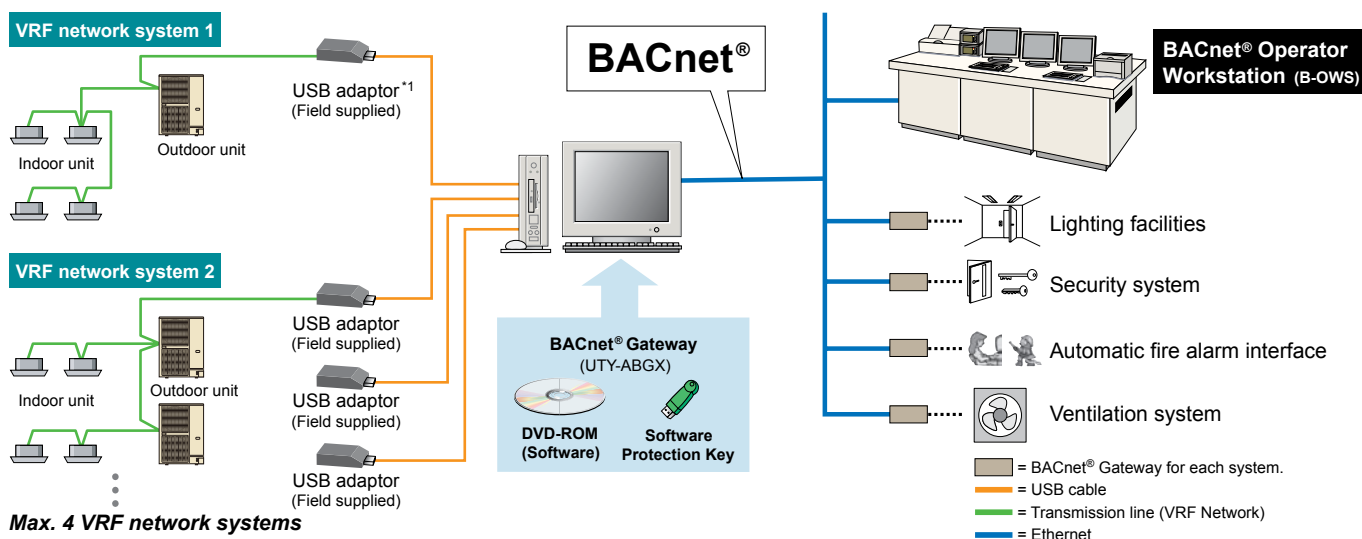 VRF network system 1
USB adaptor*1
(Field supplied)
Indoor unit
Outdoor unit
BACnet®
BACnet® Operator
Workstation (B-OWS)
VRF network system 2
USB adaptor
(Field supplied)
Indoor unit
Outdoor unit
USB adaptor
(Field supplied)
USB adaptor
(Field supplied)
Max. 4 VRF network systems
BACnet® Gateway
(UTY-ABGX)
DVD-ROM
(Software)
Software
Protection Key
Lighting facilities
Security system
Automatic fire alarm interface
Ventilation system
= BACnet® Gateway for each system.
= USB cable
= Transmission line (VRF Network)
= Ethernet